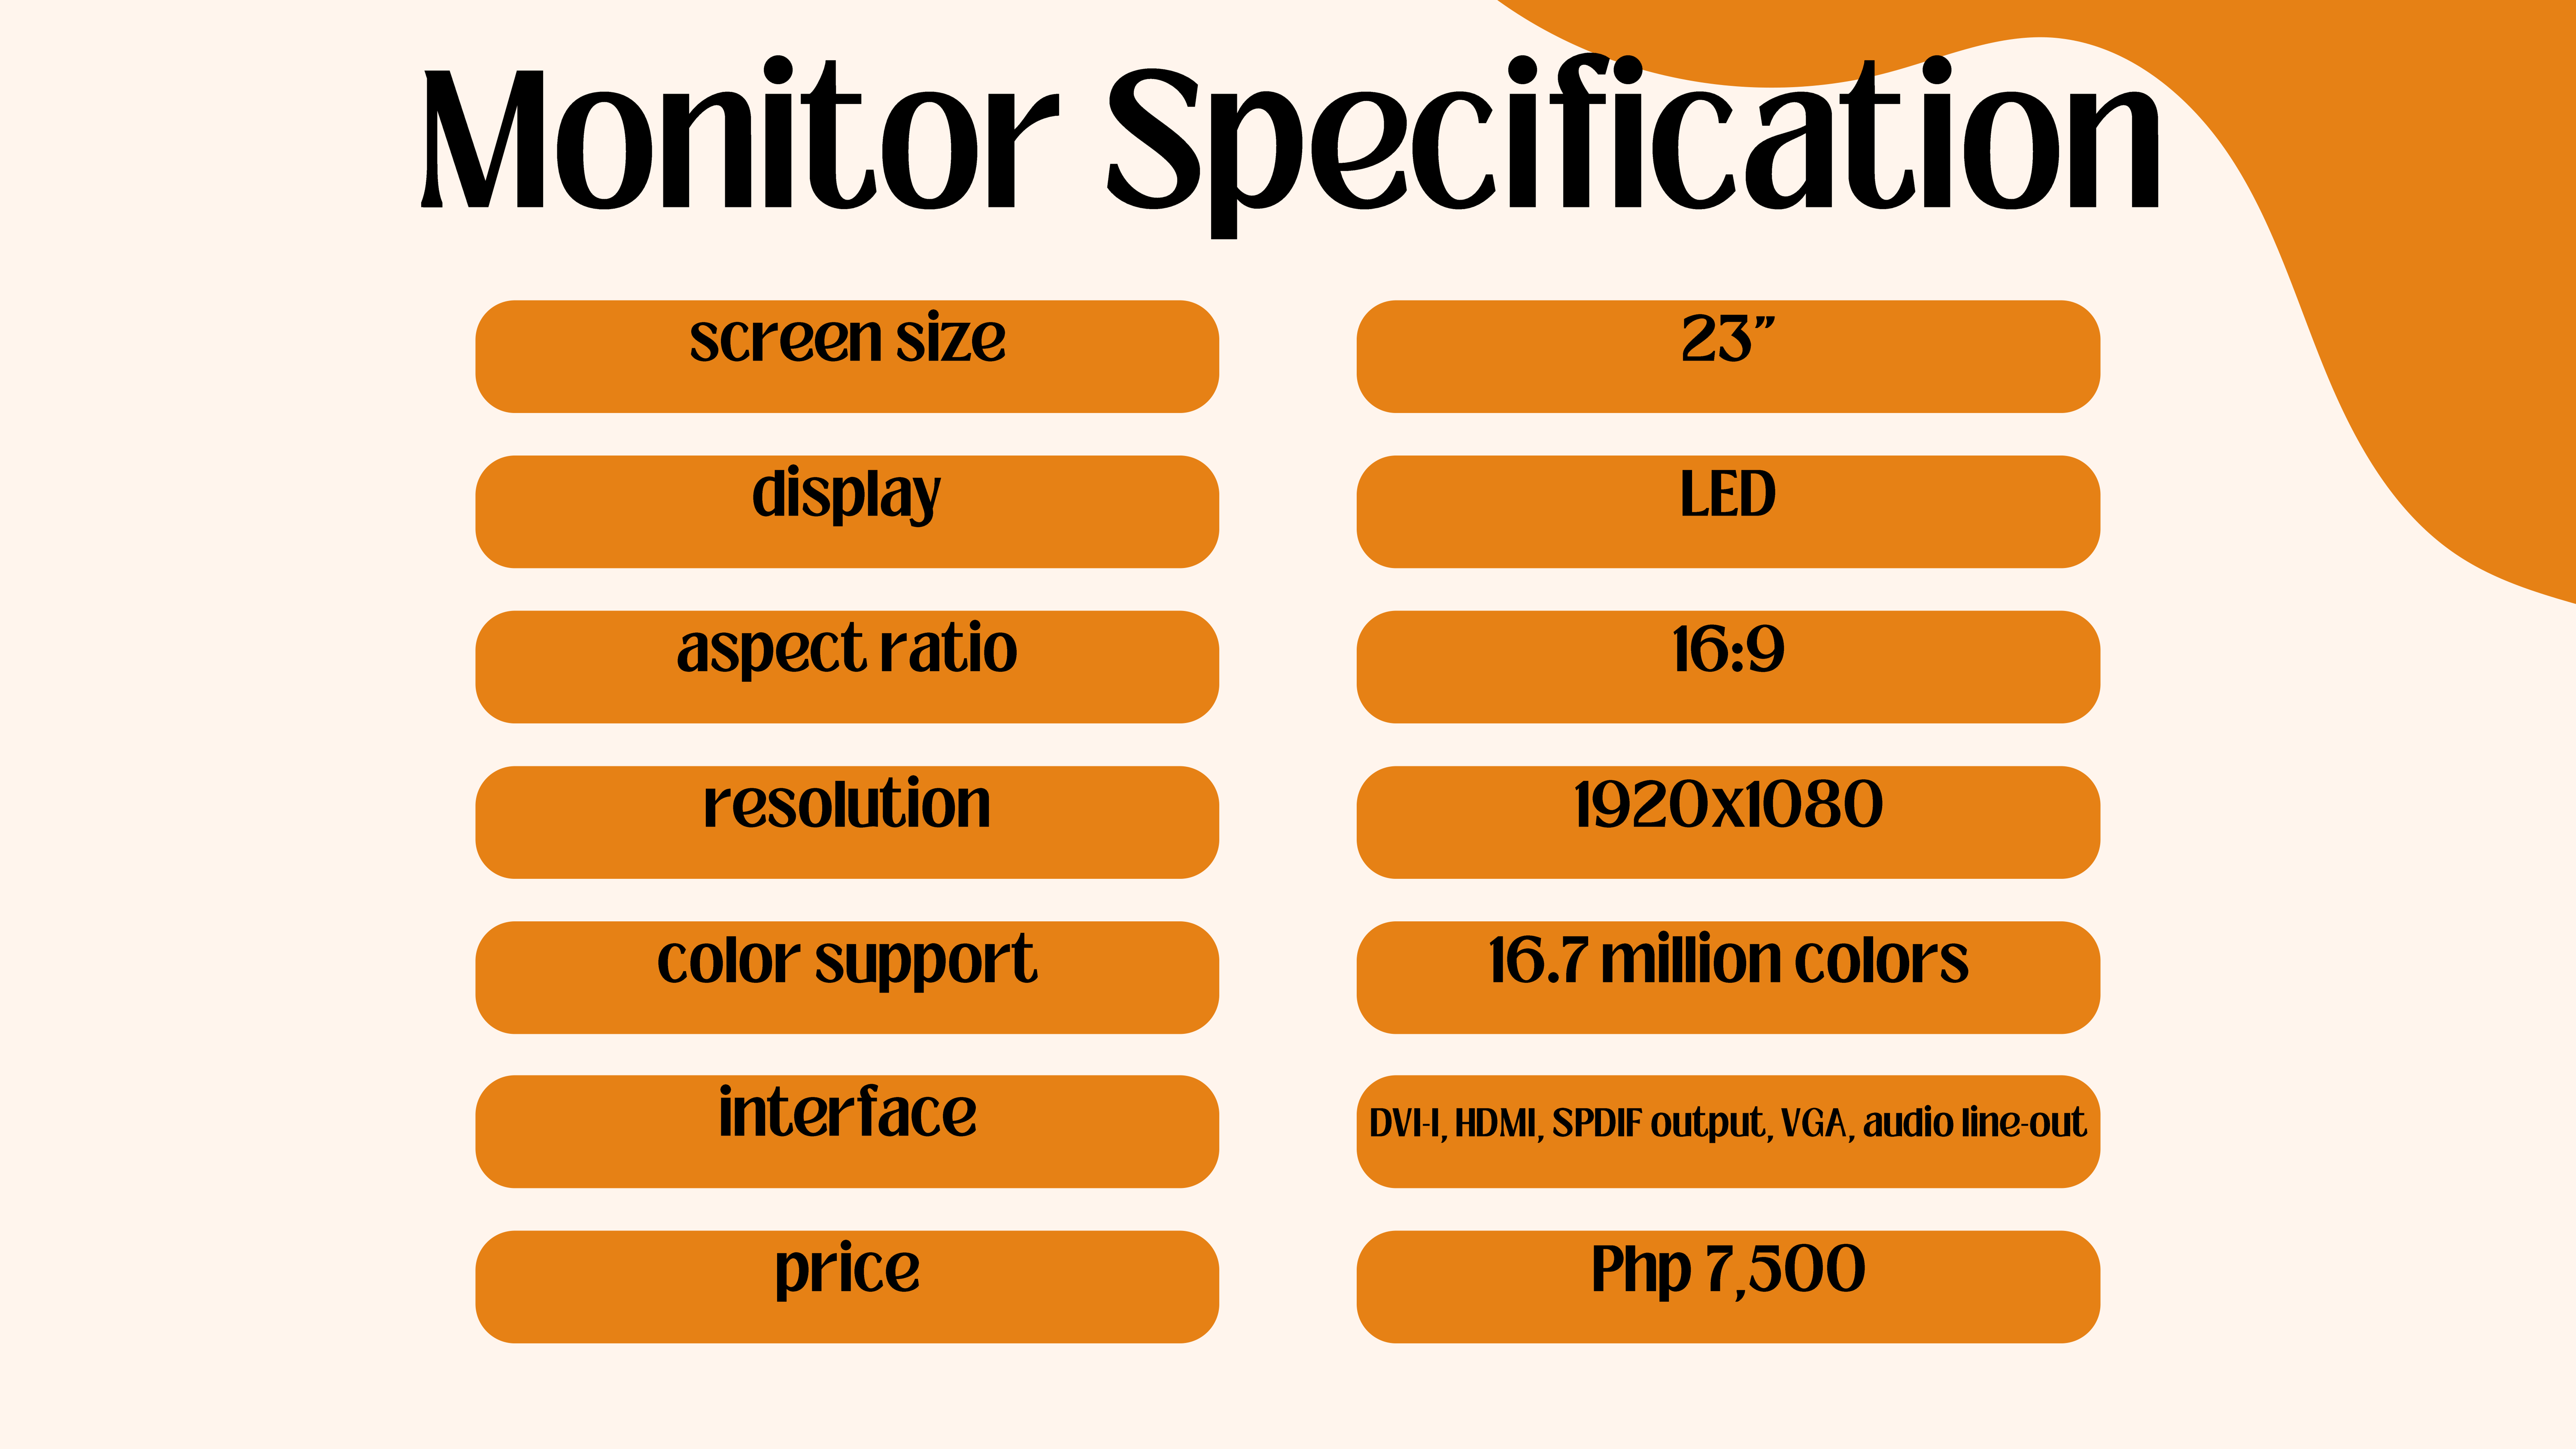 Monitor Specification
screen size
23”
display
LED
aspect ratio
16:9
resolution
1920x1080
color support
16.7 million colors
interface
DVI-I, HDMI, SPDIF output, VGA, audio line-out
price
Php 7,500